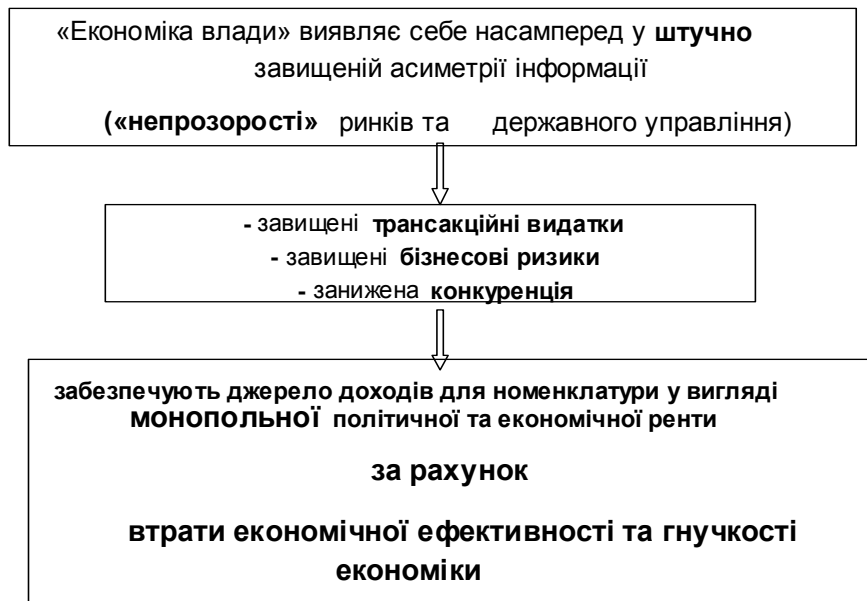 «Економіка влади» виявляє себе насамперед у штучно
завищеній асиметрії інформації
(«непрозорості» ринків та державного управління)
- завищені трансакційні видатки
- завищені бізнесові ризики
- занижена конкуренція
забезпечують джерело доходів для номенклатури у вигляді
монопольної політичної та економічної ренти
за рахунок
втрати економічної ефективності та гнучкості
економіки